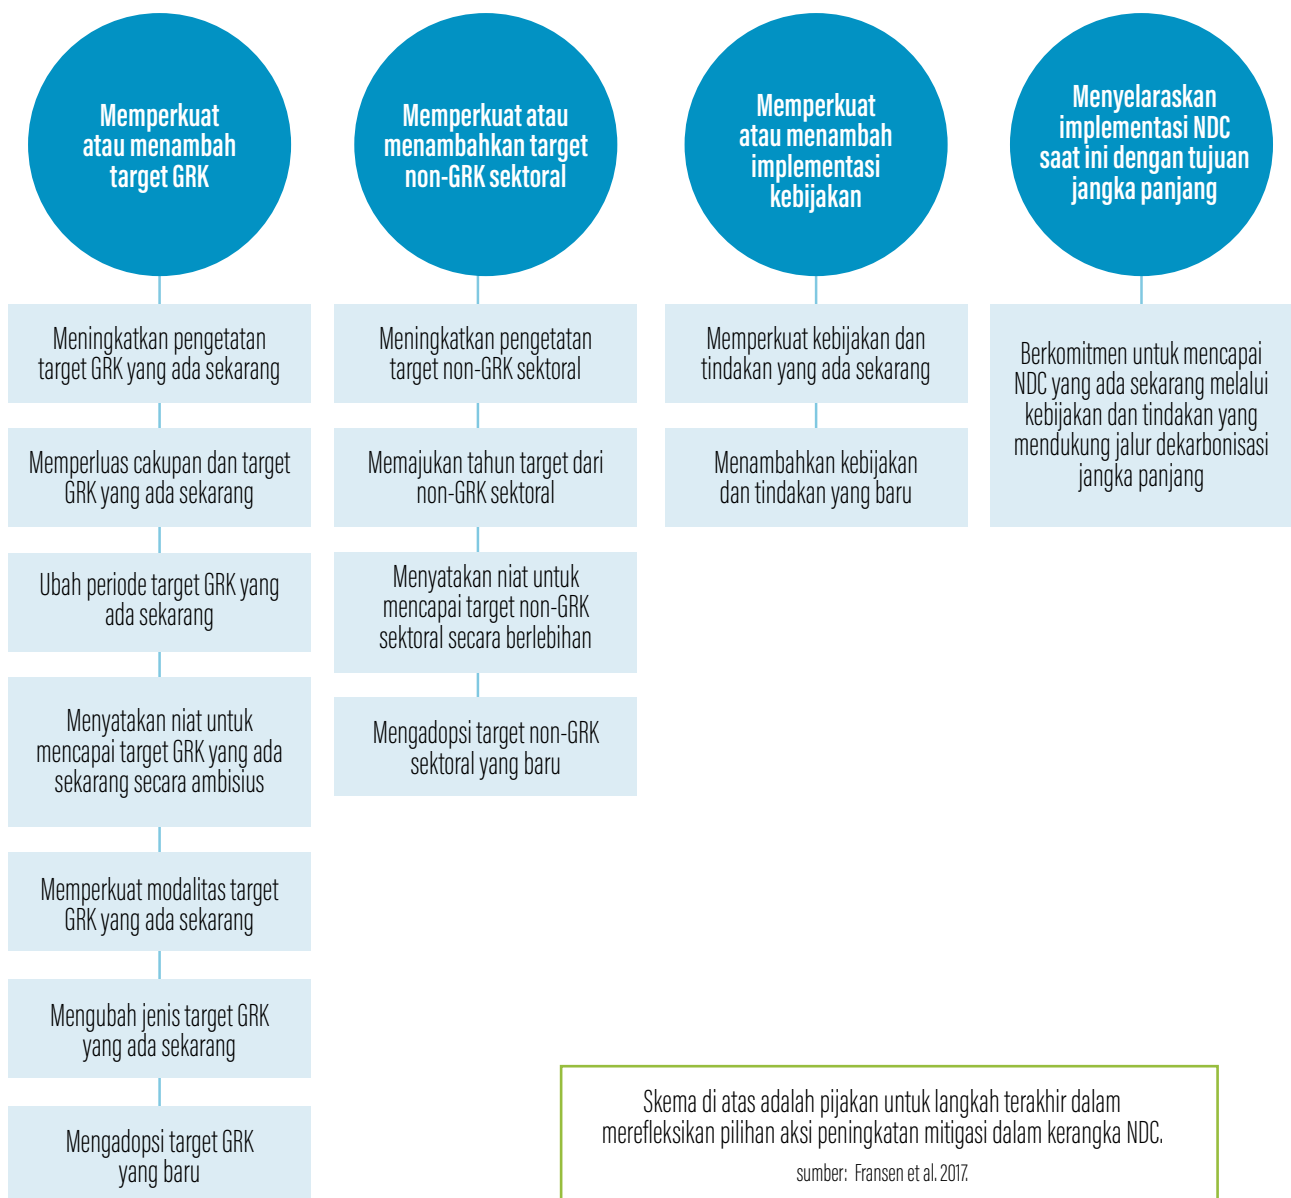 Memperkuat
atau menambah
target GRK
Meningkatkan pengetatan
target GRK yang ada sekarang
Memperluas cakupan dan target
GRK yang ada sekarang
Ubah periode target GRK yang
ada sekarang
Menyatakan niat untuk
mencapai target GRK yang ada
sekarang secara ambisius
Memperkuat modalitas target
GRK yang ada sekarang
Mengubah jenis target GRK
yang ada sekarang
Mengadopsi target GRK
yang baru
Memperkuat atau
menambahkan target
non-GRK sektoral
Meningkatkan pengetatan
target non-GRK sektoral
Memajukan tahun target dari
non-GRK sektoral
Menyatakan niat untuk
mencapai target non-GRK
sektoral secara berlebihan
Mengadopsi target non-GRK
sektoral yang baru
Memperkuat
atau menambah
implementasi
kebijakan
Memperkuat kebijakan dan
tindakan yang ada sekarang
Menambahkan kebijakan
dan tindakan yang baru
Menyelaraskan
implementasi NDC
saat ini dengan tujuan
jangka panjang
Berkomitmen untuk mencapai
NDC yang ada sekarang melalui
kebijakan dan tindakan yang
mendukung jalur dekarbonisasi
jangka panjang
Skema di atas adalah pijakan untuk langkah terakhir dalam
merefleksikan pilihan aksi peningkatan mitigasi dalam kerangka NDC.
sumber: Fransen et al. 2017.